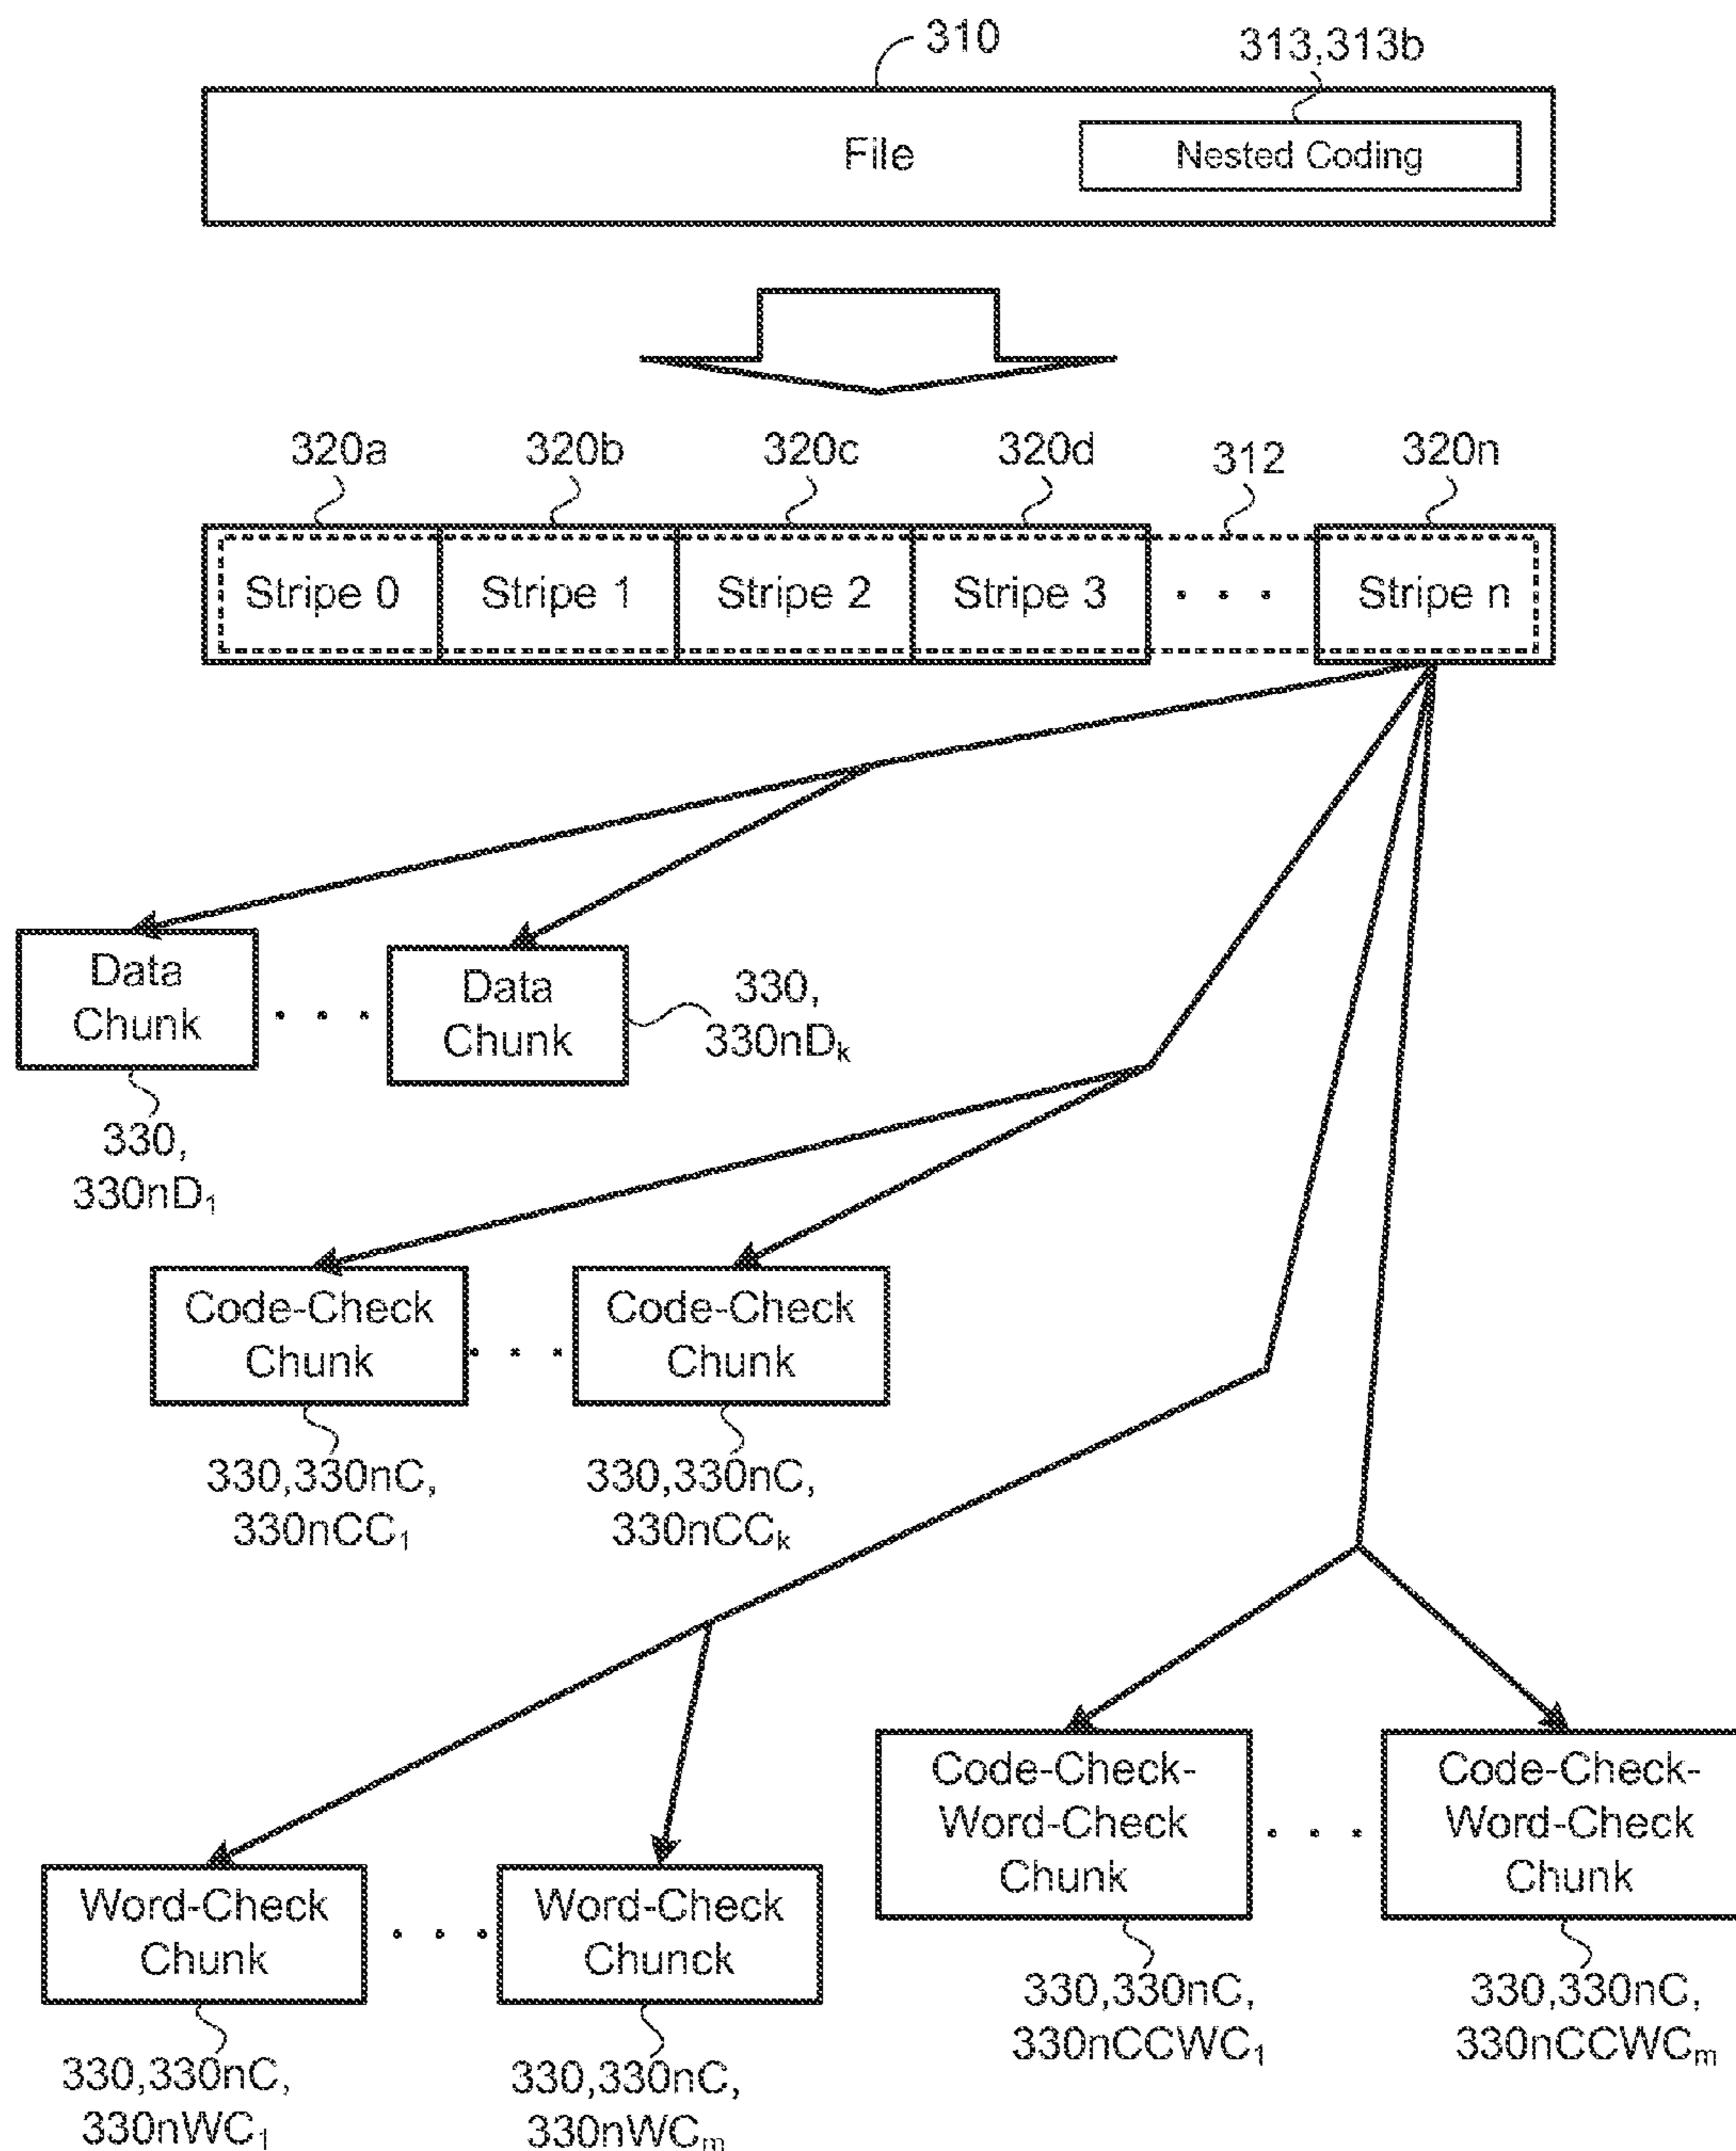 310
313,313b
File
Nested Coding
320a
320b
320c
320d
312
320n
Stripe 0
Stripe 1
Stripe 2
Stripe 3
. . .
Stripe n
Data
Chunk
. . .
Data
Chunk
330,
330nDₖ
330,
330nD₁
Code-Check
Chunk
. . .
Code-Check
Chunk
330,330nC,
330nCC₁
330,330nC,
330nCCₖ
Code-Check-
Word-Check
Chunk
. . .
Code-Check-
Word-Check
Chunk
Word-Check
Chunk
. . .
Word-Check
Chunck
330,330nC,
330nCCWC₁
330,330nC,
330nCCWCₘ
330,330nC,
330nWC₁
330,330nC,
330nWCₘ